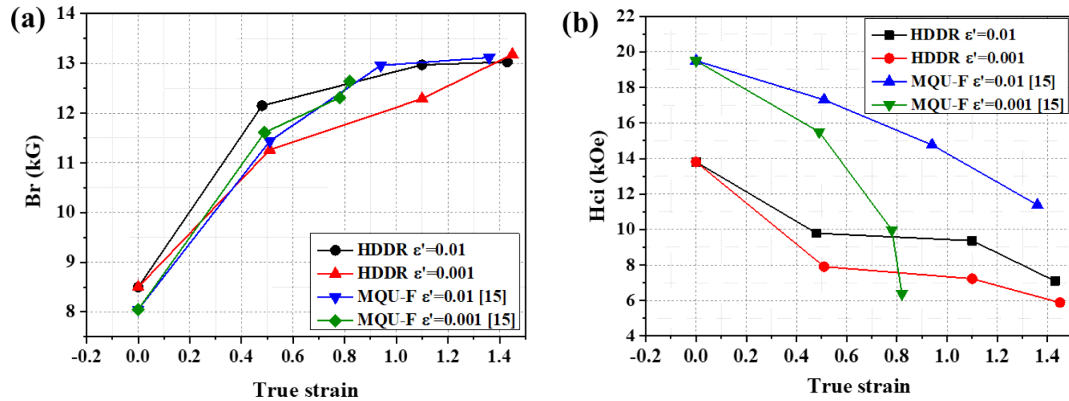 (a)
14
13
12
11
10
9
8
Br (kG)
-0.2 0.0 0.2 0.4 0.6 0.8 1.0 1.2 1.4
True strain
HDDR ε'=0.01
HDDR ε'=0.001
MQU-F ε'=0.01 [15]
MQU-F ε'=0.001 [15]
(b)
22
20
18
16
14
12
10
8
6
4
Hci (kOe)
-0.2 0.0 0.2 0.4 0.6 0.8 1.0 1.2 1.4
True strain
HDDR ε'=0.01
HDDR ε'=0.001
MQU-F ε'=0.01 [15]
MQU-F ε'=0.001 [15]